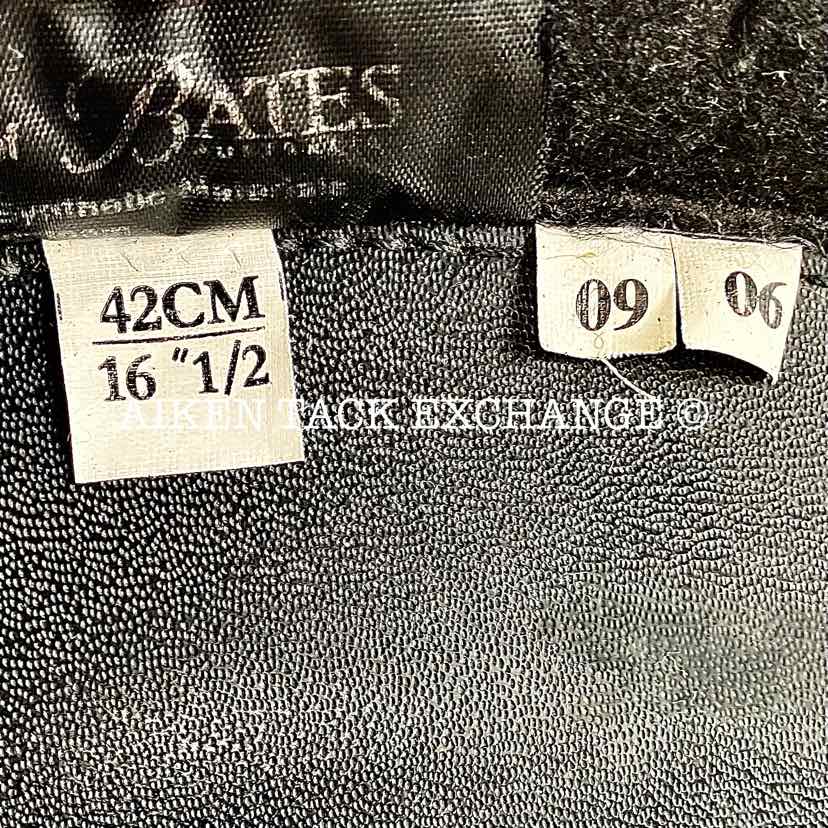 BATES
42CM
16 "1/2
09
06
AIKEN TACK EXCHANGE ©